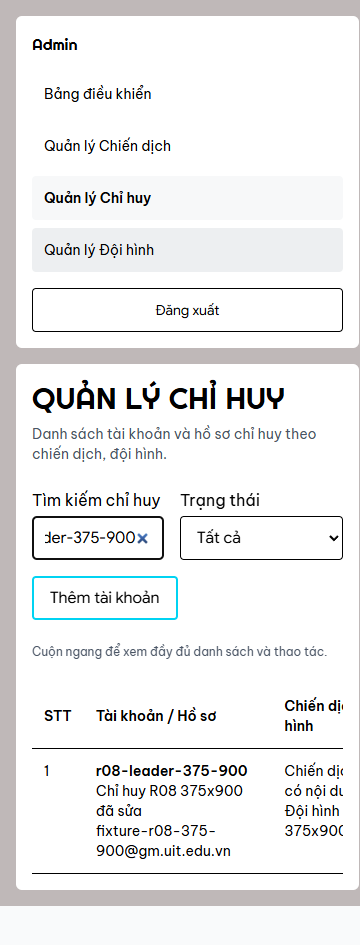 Admin
Bảng điều khiển
Quản lý Chiến dịch
Quản lý Chỉ huy
Quản lý Đội hình
Đăng xuất
QUẢN LÝ CHỈ HUY
Danh sách tài khoản và hồ sơ chỉ huy theo
chiến dịch, đội hình.
Tìm kiếm chỉ huy Trạng thái
der-375-900 Tất cả
Thêm tài khoản
Cuộn ngang để xem đầy đủ danh sách và thao tác.
STT Tài khoản / Hồ sơ Chiến dị
hình
1 r08-leader-375-900 Chiến dị
Chỉ huy R08 375x900 có nội du
đã sửa Đội hình
fixture-r08-375- 375x900
900@gm.uit.edu.vn